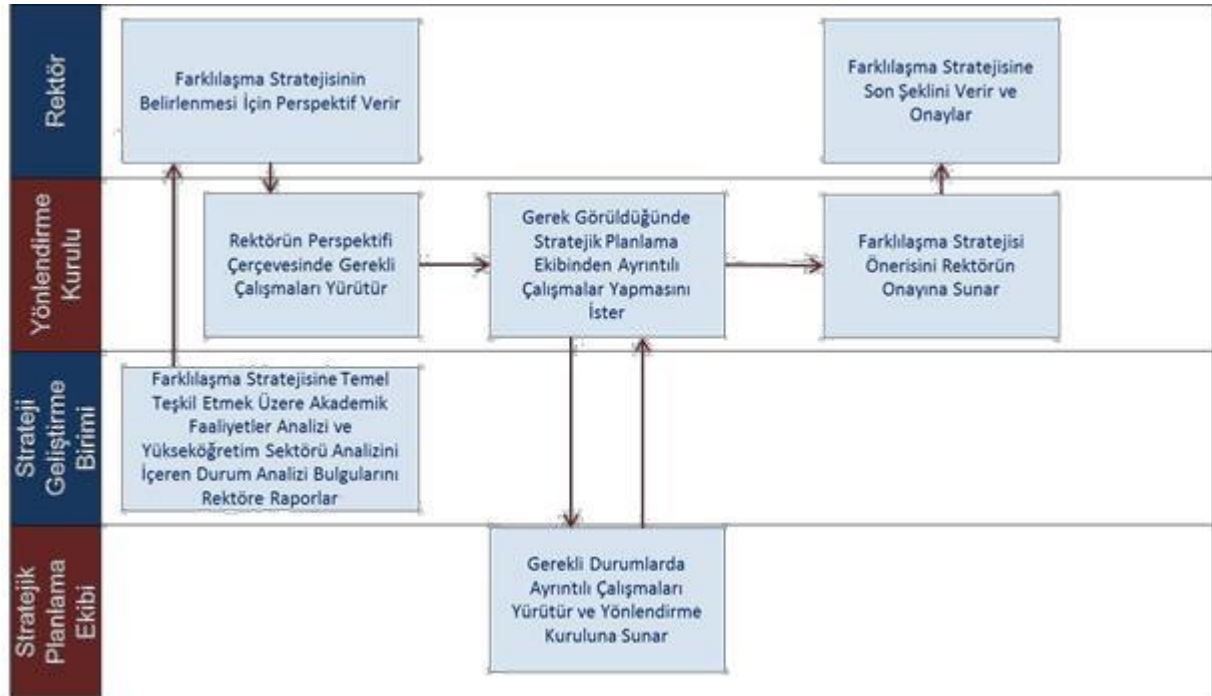 Rektör
Farklılaşma Stratejisinin
Belirlenmesi İçin Perspektif Verir
Farklılaşma Stratejisine
Son Şeklini Verir ve
Onaylar
Yönlendirme
Kurulu
Rektörün Perspektifi
Çerçevesinde Gerekli
Çalışmaları Yürütür
Gerek Görüldüğünde
Stratejik Planlama
Ekibinden Ayrıntılı
Çalışmalar Yapmasını
İster
Farklılaşma Stratejisi
Önerisini Rektörün
Onayına Sunar
Strateji
Geliştirme
Birimi
Farklılaşma Stratejisine Temel
Teşkil Etmek Üzere Akademik
Faaliyetler Analizi ve
Yükseköğretim Sektörü Analizini
İçeren Durum Analizi Bulgularını
Rektöre Raporlar
Stratejik
Planlama
Ekibi
Gerekli Durumlarda
Ayrıntılı Çalışmaları
Yürütür ve Yönlendirme
Kuruluna Sunar